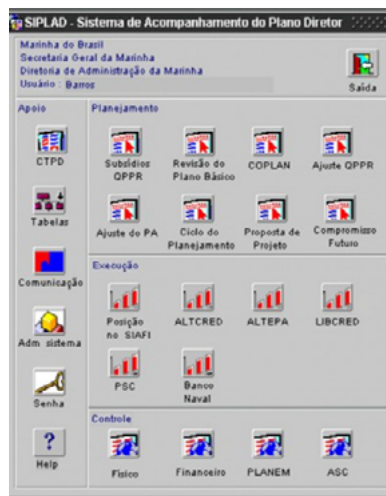 SIPLAD - Sistema de Acompanhamento do Plano Diretor
Marinha do Brasil
Secretaria Geral da Marinha
Diretoria de Administração da Marinha
Usuário : Barros
Saída
Apoio
Planejamento
CTPD
Subsídios QPPR
Revisão do Plano Básico
COPLAN
Ajuste QPPR
Tabelas
Ajuste do PA
Ciclo do Planejamento
Proposta de Projeto
Compromisso Futuro
Comunicação
Execução
Posição no SIAFI
ALTCRED
ALTEPA
LIBCRED
Adm sistema
PSC
Banco Naval
Senha
Controle
?
Help
Físico
Financeiro
PLANEM
ASC